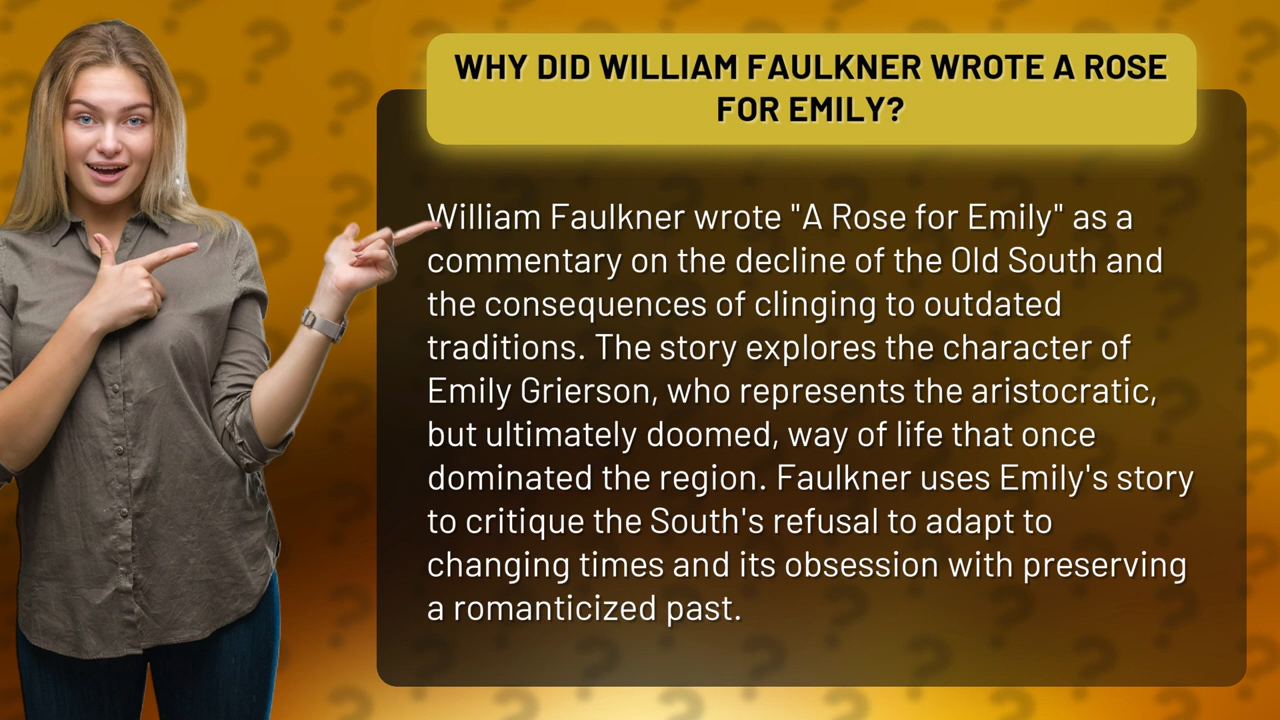 WHY DID WILLIAM FAULKNER WROTE A ROSE
FOR EMILY?
William Faulkner wrote "A Rose for Emily" as a
commentary on the decline of the Old South and
the consequences of clinging to outdated
traditions. The story explores the character of
Emily Grierson, who represents the aristocratic,
but ultimately doomed, way of life that once
dominated the region. Faulkner uses Emily's story
to critique the South's refusal to adapt to
changing times and its obsession with preserving
a romanticized past.